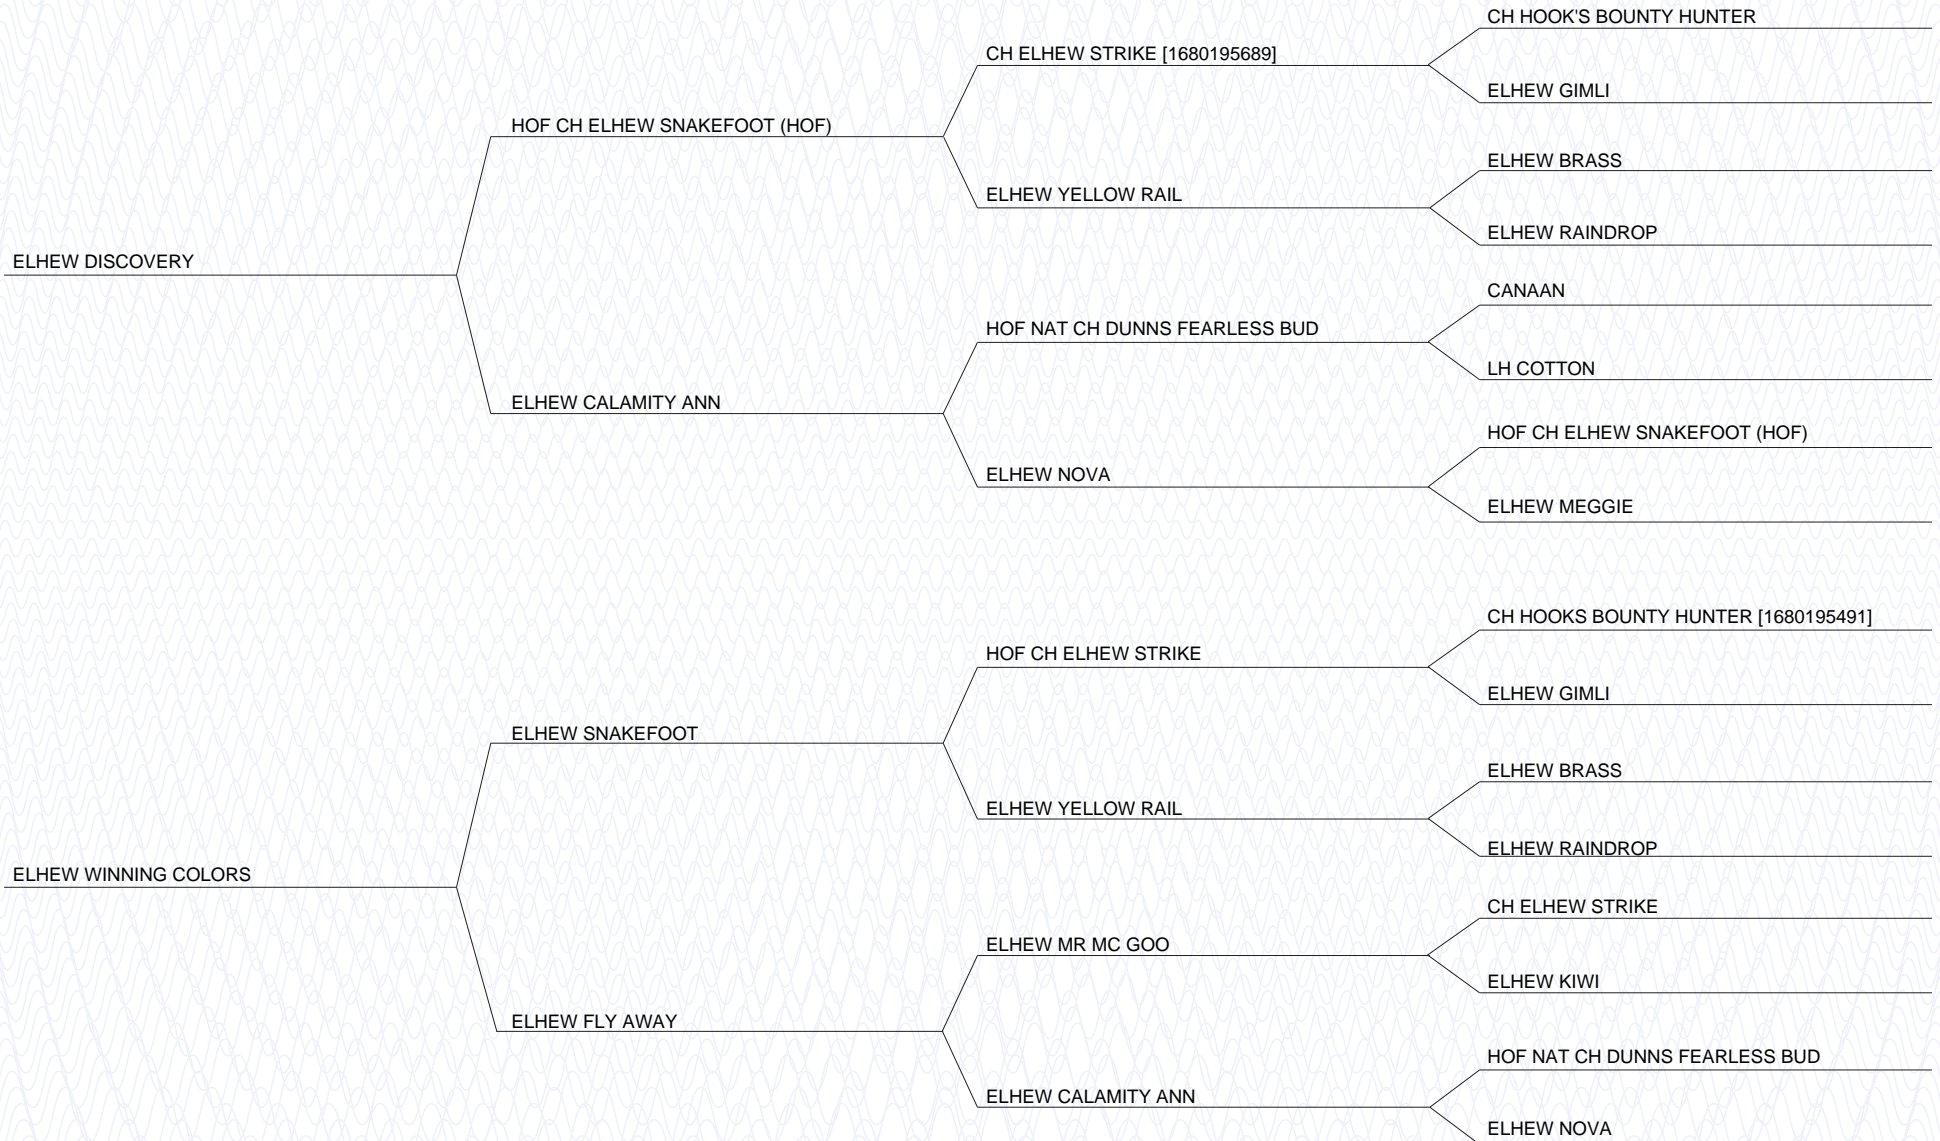 CH HOOK'S BOUNTY HUNTER
CH ELHEW STRIKE [1680195689]
ELHEW GIMLI
HOF CH ELHEW SNAKEFOOT (HOF)
ELHEW BRASS
ELHEW YELLOW RAIL
ELHEW RAINDROP
ELHEW DISCOVERY
CANAAN
HOF NAT CH DUNNS FEARLESS BUD
LH COTTON
ELHEW CALAMITY ANN
HOF CH ELHEW SNAKEFOOT (HOF)
ELHEW NOVA
ELHEW MEGGIE
CH HOOKS BOUNTY HUNTER [1680195491]
HOF CH ELHEW STRIKE
ELHEW GIMLI
ELHEW SNAKEFOOT
ELHEW BRASS
ELHEW YELLOW RAIL
ELHEW RAINDROP
ELHEW WINNING COLORS
CH ELHEW STRIKE
ELHEW MR MC GOO
ELHEW KIWI
ELHEW FLY AWAY
HOF NAT CH DUNNS FEARLESS BUD
ELHEW CALAMITY ANN
ELHEW NOVA